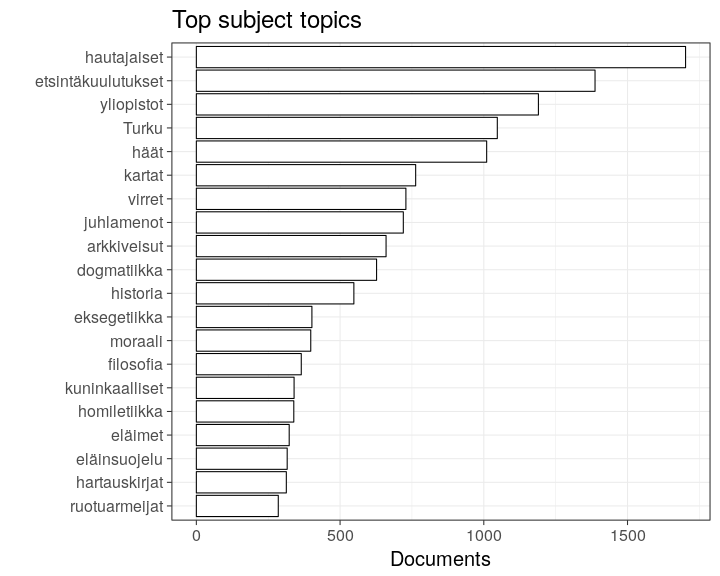 Top subject topics
hautajaiset
etsintäkuulutukset
yliopistot
Turku
häät
kartat
virret
juhlamenot
arkkiveisut
dogmatiikka
historia
eksegetiikka
moraali
filosofia
kuninkaalliset
homiletiikka
eläimet
eläinsuojelu
hartauskirjat
ruotuarmeijat
0 500 1000 1500
Documents